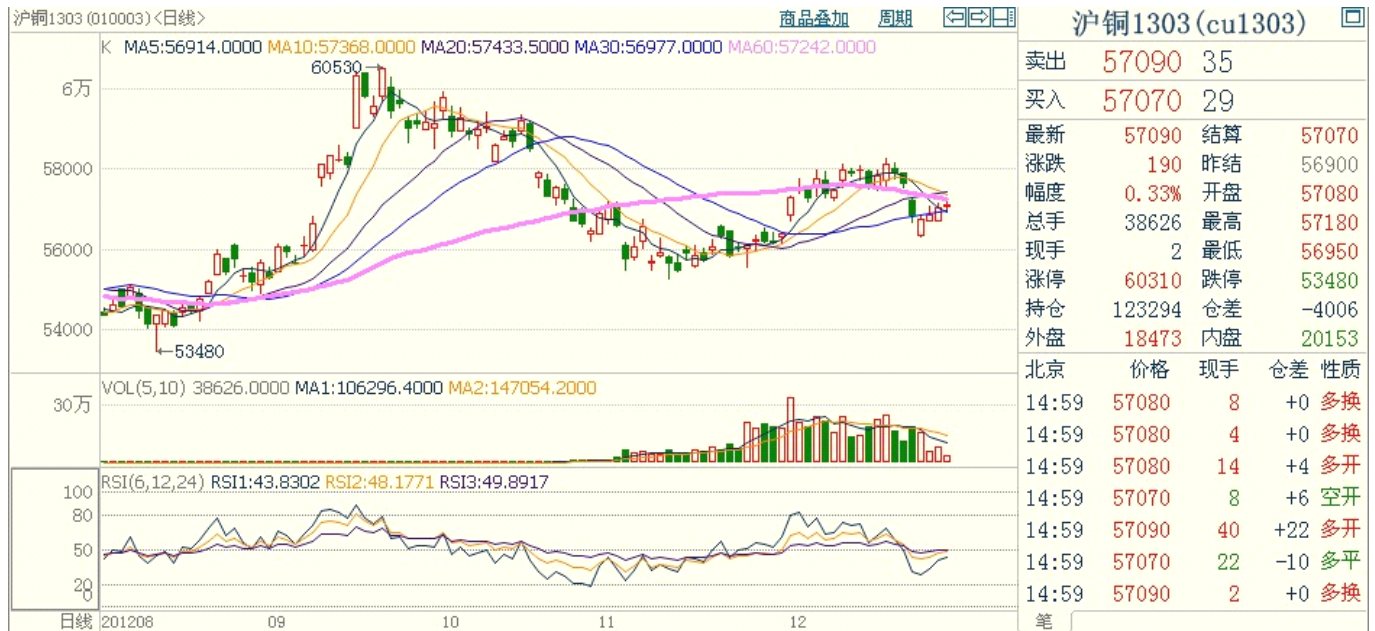 沪铜1303 (010003)<日线> 商品叠加 周期
K MA5:56914.0000 MA10:57368.0000 MA20:57433.5000 MA30:56977.0000 MA60:57242.0000
60530
6万
58000
56000
54000
53480
VOL(5,10) 38626.0000 MA1:106296.4000 MA2:147054.2000
30万
RSI(6,12,24) RSI1:43.8302 RSI2:48.1771 RSI3:49.8917
100
80
50
20
0
日线 201208 09 10 11 12
沪铜1303(cu1303)
卖出 57090 35
买入 57070 29
最新 57090 结算 57070
涨跌 190 昨结 56900
幅度 0.33% 开盘 57080
总手 38626 最高 57180
现手 2 最低 56950
涨停 60310 跌停 53480
持仓 123294 仓差 -4006
外盘 18473 内盘 20153
北京 价格 现手 仓差 性质
14:59 57080 8 +0 多换
14:59 57080 4 +0 多换
14:59 57080 14 +4 多开
14:59 57070 8 +6 空开
14:59 57090 40 +22 多开
14:59 57070 22 -10 多平
14:59 57090 2 +0 多换
笔